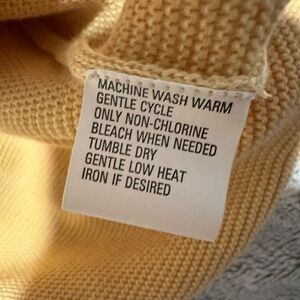 MACHINE WASH WARM
GENTLE CYCLE
ONLY NON-CHLORINE
BLEACH WHEN NEEDED
TUMBLE DRY
GENTLE LOW HEAT
IRON IF DESIRED